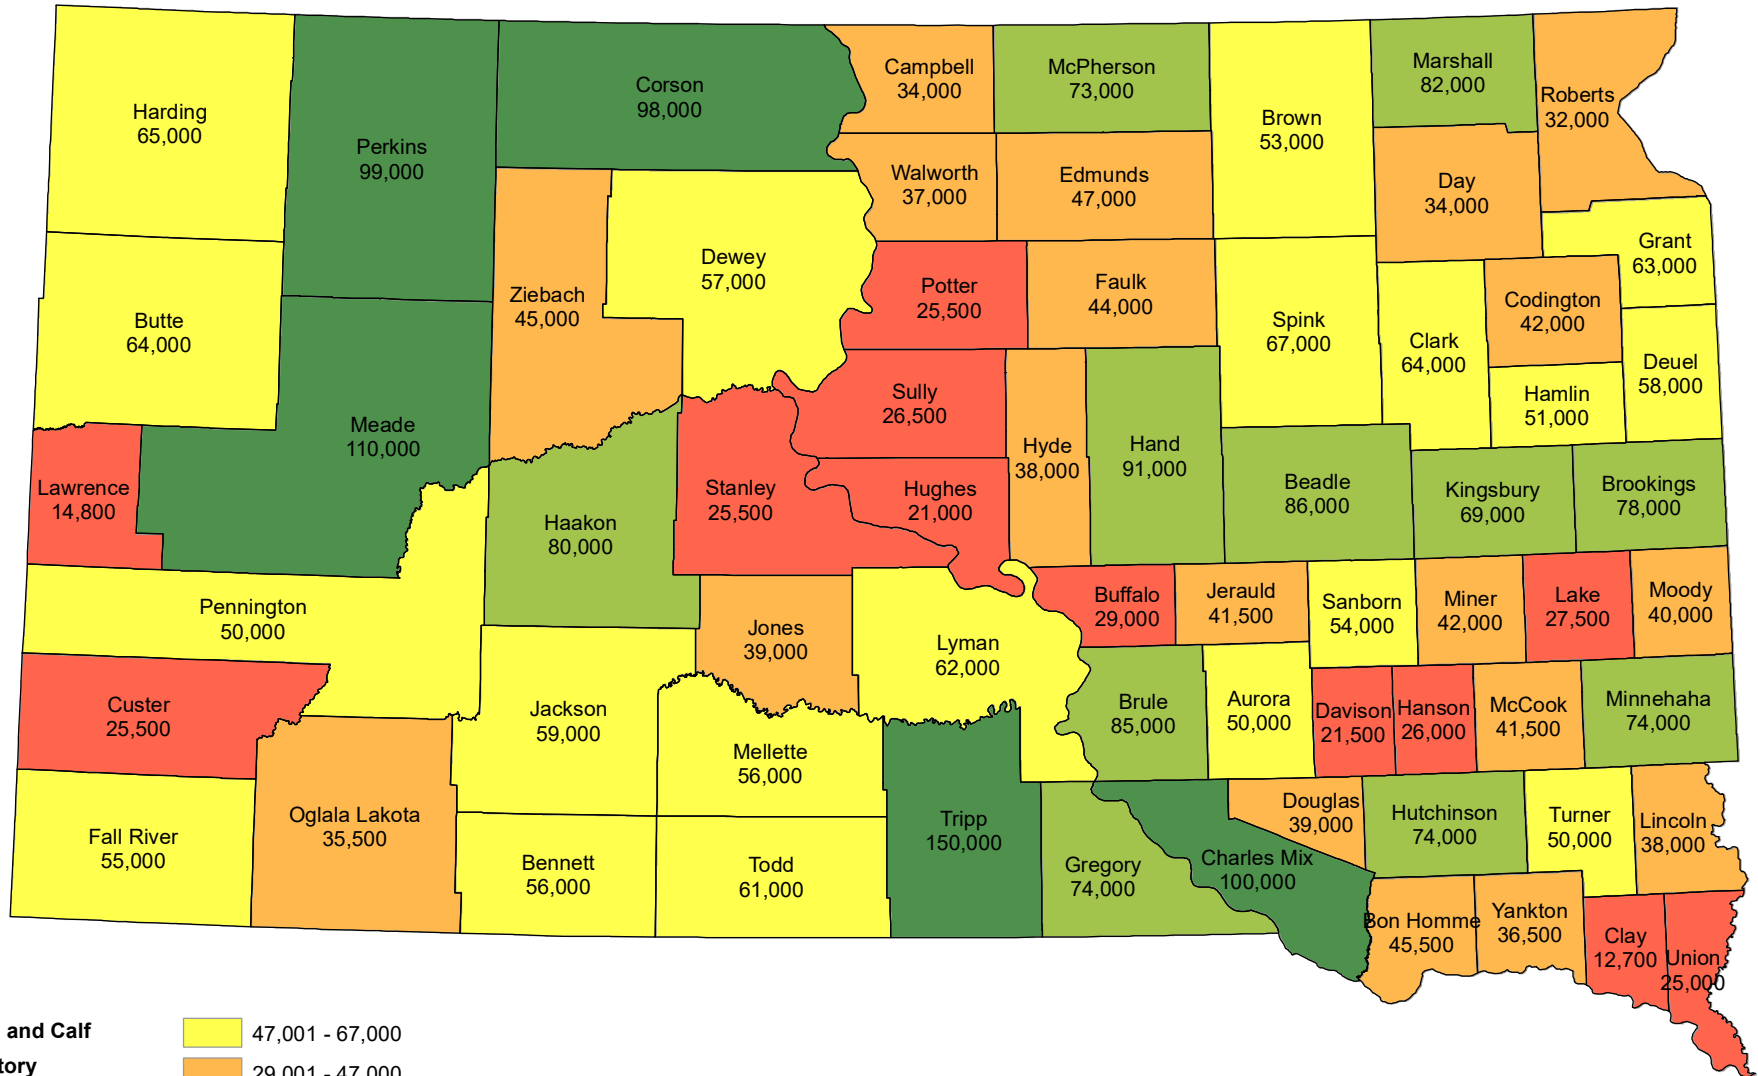 Harding
65,000
Perkins
99,000
Corson
98,000
Campbell
34,000
McPherson
73,000
Brown
53,000
Marshall
82,000
Roberts
32,000
Walworth
37,000
Edmunds
47,000
Day
34,000
Grant
63,000
Butte
64,000
Ziebach
45,000
Dewey
57,000
Potter
25,500
Faulk
44,000
Spink
67,000
Clark
64,000
Codington
42,000
Deuel
58,000
Hamlin
51,000
Meade
110,000
Sully
26,500
Hyde
38,000
Hand
91,000
Beadle
86,000
Kingsbury
69,000
Brookings
78,000
Lawrence
14,800
Haakon
80,000
Stanley
25,500
Hughes
21,000
Pennington
50,000
Jones
39,000
Lyman
62,000
Buffalo
29,000
Jerauld
41,500
Sanborn
54,000
Miner
42,000
Lake
27,500
Moody
40,000
Custer
25,500
Jackson
59,000
Mellette
56,000
Brule
85,000
Aurora
50,000
Davison
21,500
Hanson
26,000
McCook
41,500
Minnehaha
74,000
Fall River
55,000
Oglala Lakota
35,500
Bennett
56,000
Todd
61,000
Tripp
150,000
Gregory
74,000
Charles Mix
100,000
Douglas
39,000
Hutchinson
74,000
Turner
50,000
Lincoln
38,000
Bon Homme
45,500
Yankton
36,500
Clay
12,700
Union
25,000
and Calf
47,001 - 67,000
tory
29,001 - 47,000